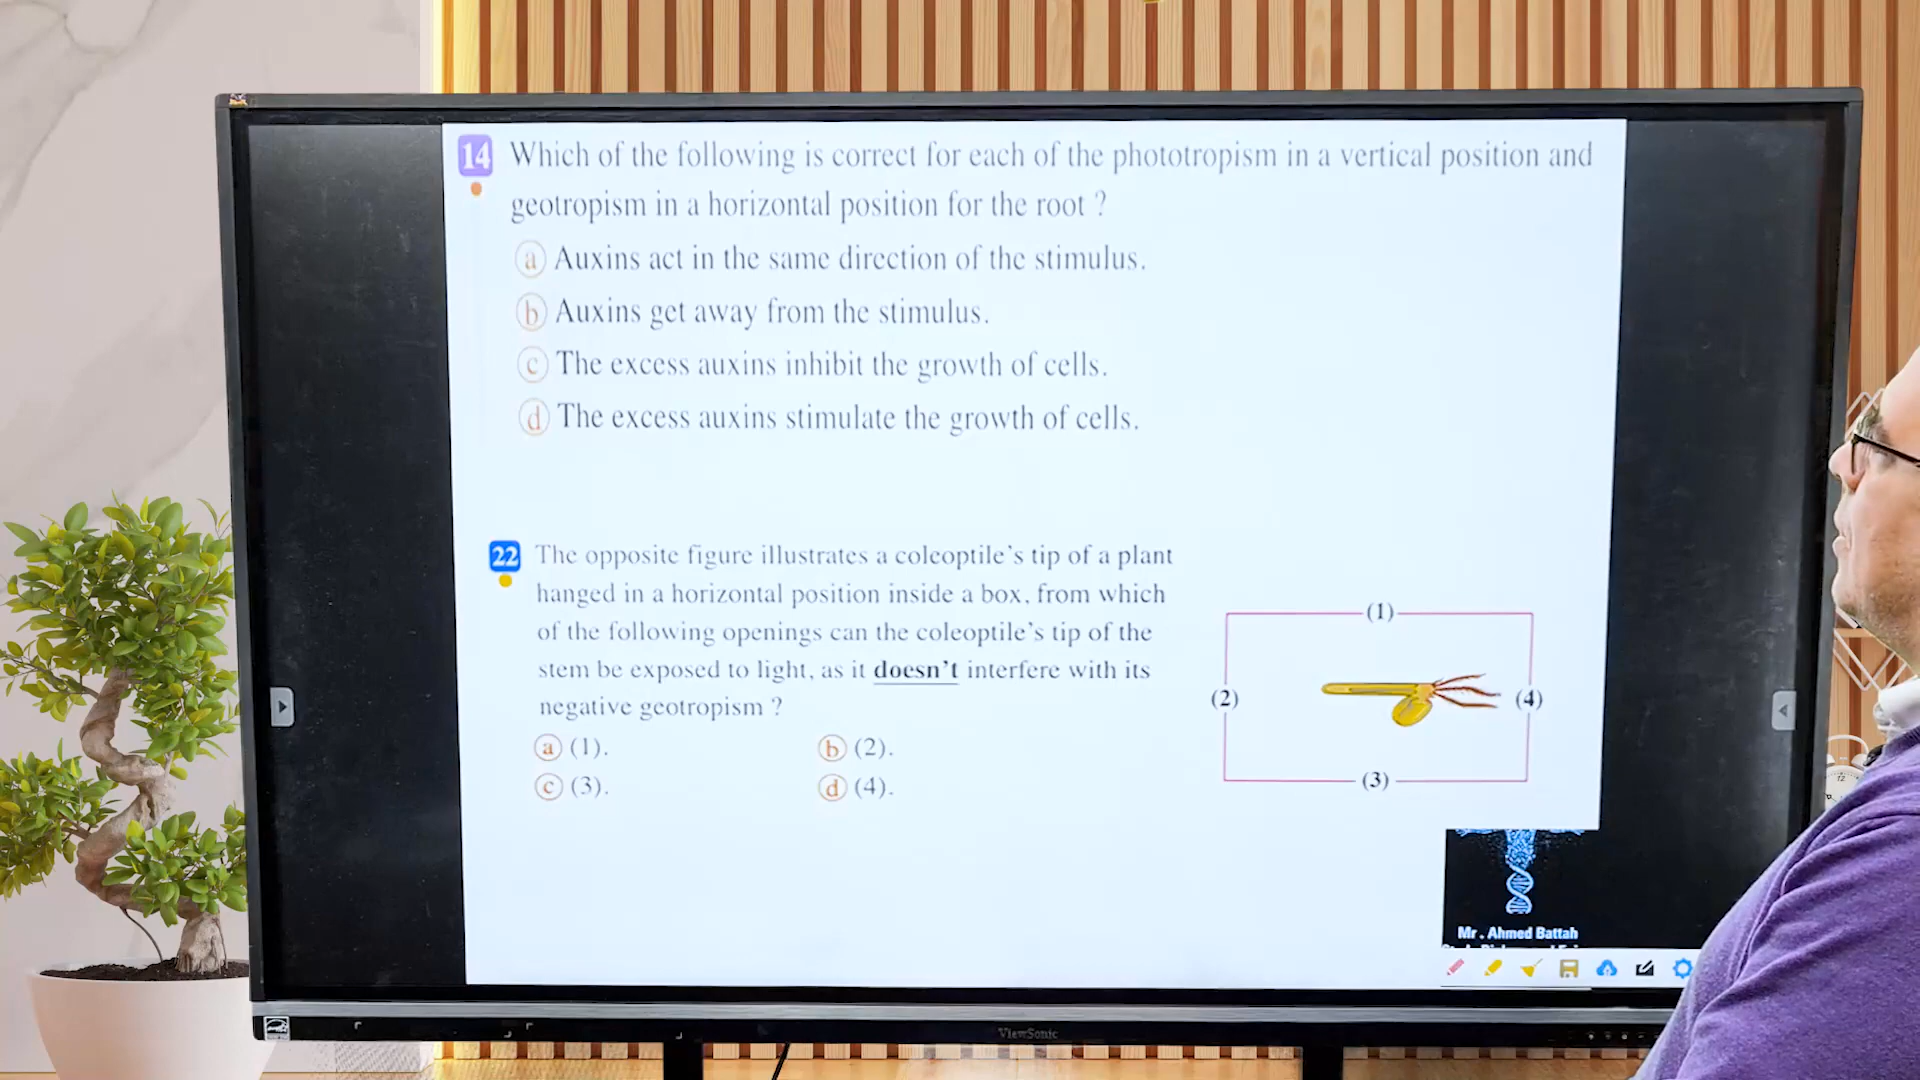 14 Which of the following is correct for each of the phototropism in a vertical position and
geotropism in a horizontal position for the root ?
a Auxins act in the same direction of the stimulus.
b Auxins get away from the stimulus.
c The excess auxins inhibit the growth of cells.
d The excess auxins stimulate the growth of cells.
22 The opposite figure illustrates a coleoptile's tip of a plant
hanged in a horizontal position inside a box, from which
of the following openings can the coleoptile's tip of the
stem be exposed to light, as it doesn't interfere with its
negative geotropism ?
a (1). b (2).
c (3). d (4).
(1)
(2) (4)
(3)
Mr . Ahmed Battah
ViewSonic